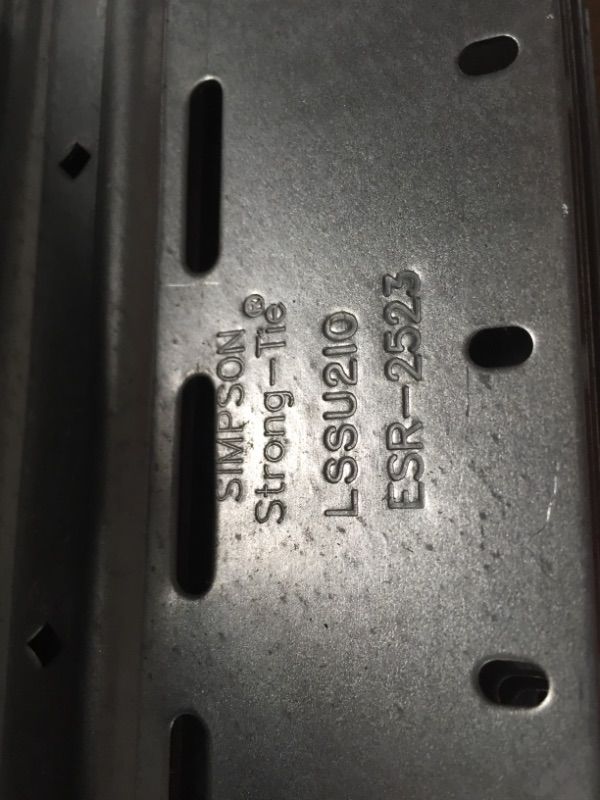 SIMPSON
Strong-Tie®
LSSU210
ESR-2523